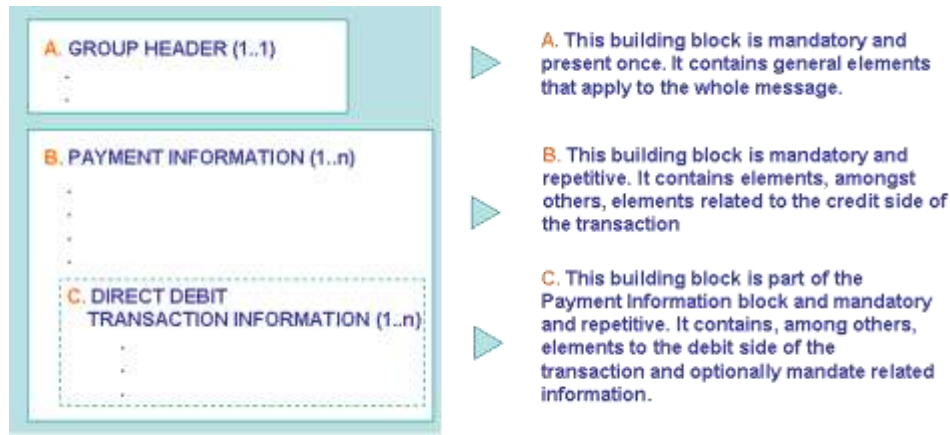 A. GROUP HEADER (1..1)
.
.
B. PAYMENT INFORMATION (1..n)
.
.
.
.
C. DIRECT DEBIT
TRANSACTION INFORMATION (1..n)
.
.
.
A. This building block is mandatory and
present once. It contains general elements
that apply to the whole message.
B. This building block is mandatory and
repetitive. It contains elements, amongst
others, elements related to the credit side of
the transaction
C. This building block is part of the
Payment Information block and mandatory
and repetitive. It contains, among others,
elements to the debit side of the
transaction and optionally mandate related
information.